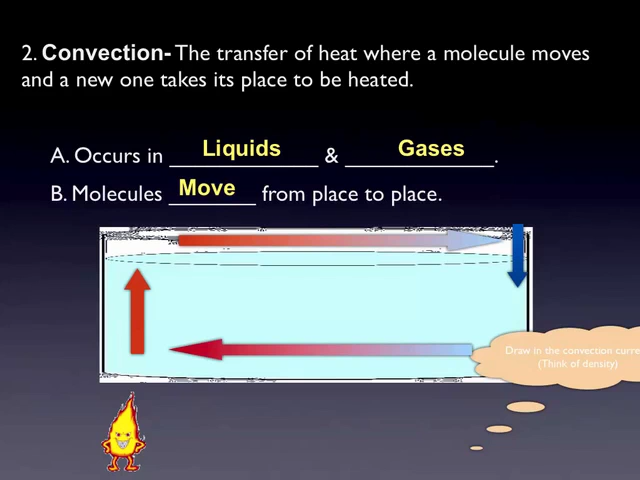 2. Convection- The transfer of heat where a molecule moves
and a new one takes its place to be heated.
A. Occurs in Liquids & Gases.
B. Molecules Move from place to place.
Draw in the convection curre
(Think of density)